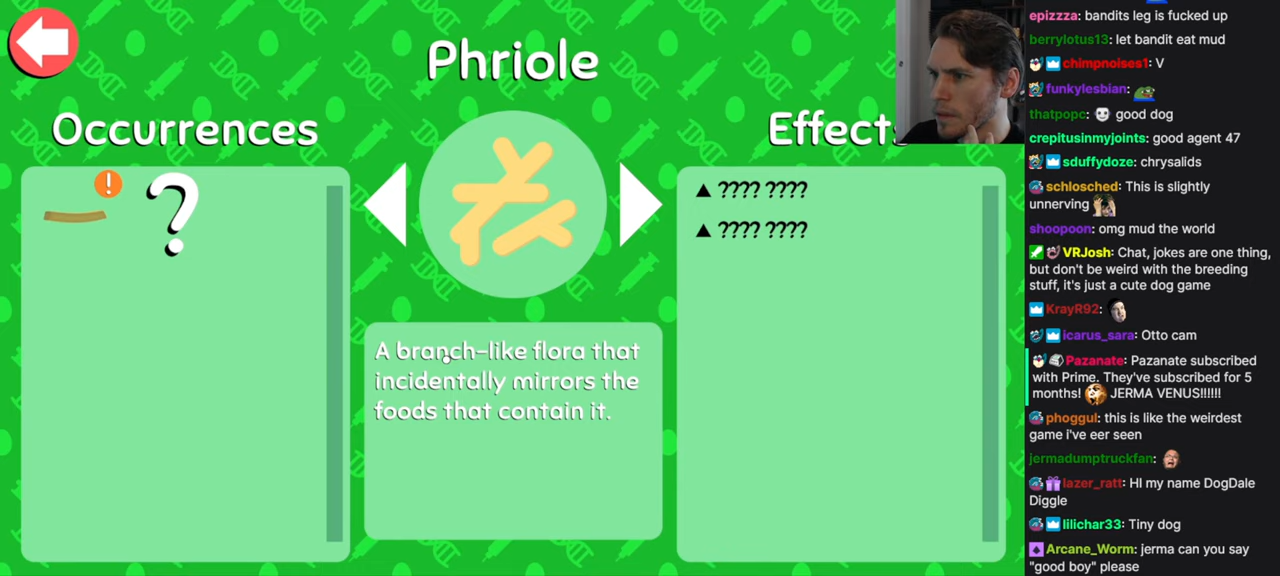 Phriole
Occurrences
!
?
Effects
▲ ???? ????
▲ ???? ????
A branch-like flora that
incidentally mirrors the
foods that contain it.
epizzza: bandits leg is fucked up
berrylotus13: let bandit eat mud
chimpnoises1: V
funkylesbian:
thatpopc: good dog
crepitusinmyjoints: good agent 47
sduffydoze: chrysalids
schlosched: This is slightly
unnerving
shoopoon: omg mud the world
VRJosh: Chat, jokes are one thing,
but don't be weird with the breeding
stuff, it's just a cute dog game
KrayR92:
icarus_sara: Otto cam
Pazanate: Pazanate subscribed
with Prime. They've subscribed for 5
months! JERMA VENUS!!!!!!
phoggul: this is like the weirdest
game i've eer seen
jermadumptruckfan:
lazer_ratt: HI my name DogDale
Diggle
lilichar33: Tiny dog
Arcane_Worm: jerma can you say
"good boy" please